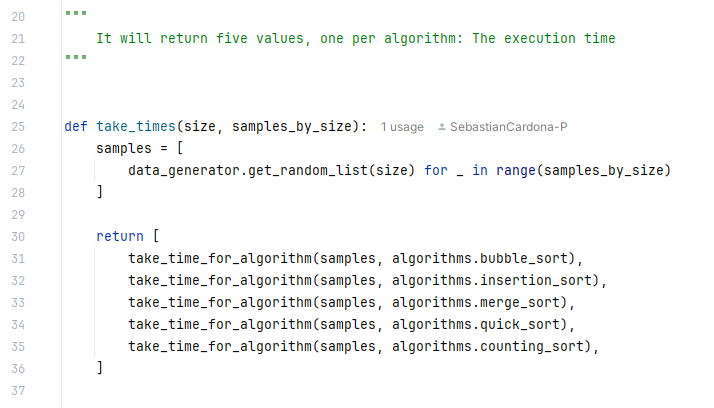 20 """
21 It will return five values, one per algorithm: The execution time
22 """
23
24
25 def take_times(size, samples_by_size): 1 usage SebastianCardona-P
26 samples = [
27 data_generator.get_random_list(size) for _ in range(samples_by_size)
28 ]
29
30 return [
31 take_time_for_algorithm(samples, algorithms.bubble_sort),
32 take_time_for_algorithm(samples, algorithms.insertion_sort),
33 take_time_for_algorithm(samples, algorithms.merge_sort),
34 take_time_for_algorithm(samples, algorithms.quick_sort),
35 take_time_for_algorithm(samples, algorithms.counting_sort),
36 ]
37